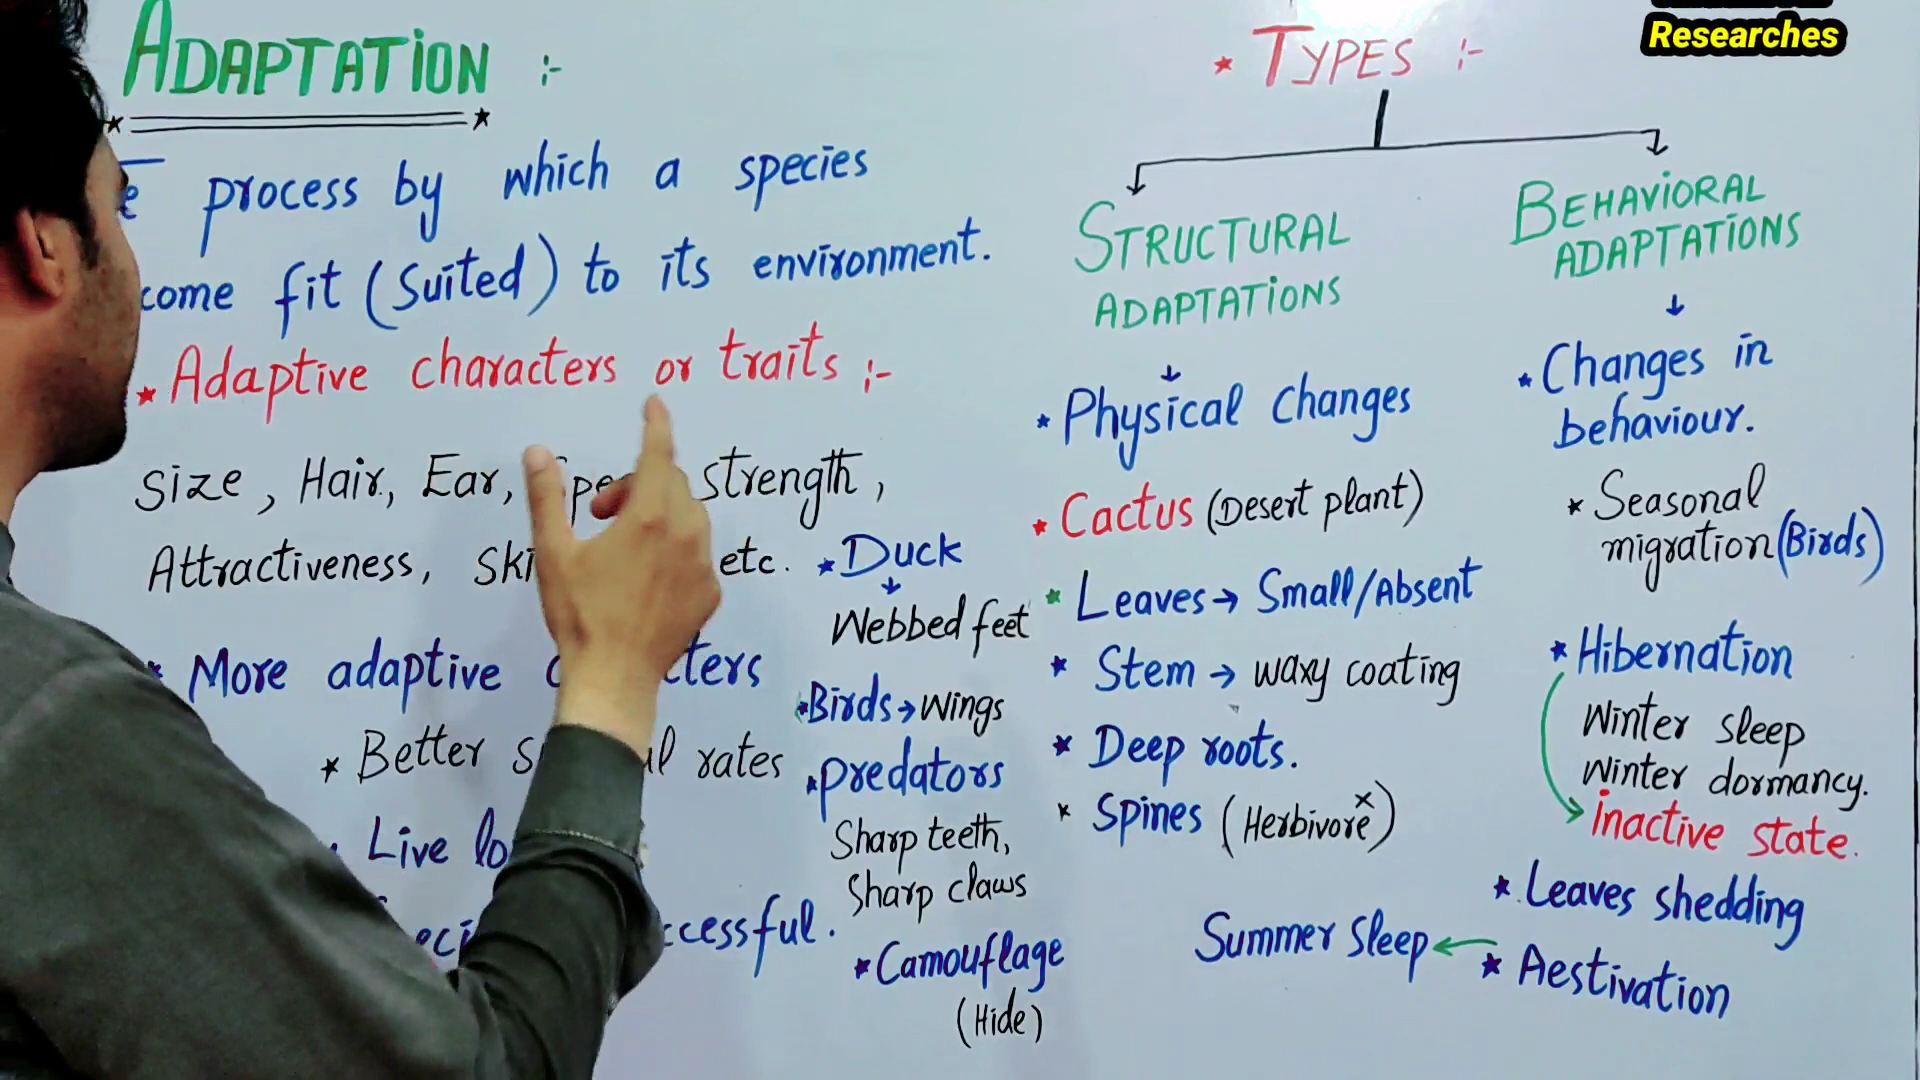 ADAPTATION :-
process by which a species
come fit (Suited) to its environment.
* Adaptive characters or traits :-
Size, Hair, Ear, strength,
Attractiveness, etc.
* More adaptive
* Better rates
Live
* Duck
Webbed feet
* Birds → Wings
* predators
Sharp teeth,
Sharp claws
* Camouflage
(Hide)
* TYPES :-
STRUCTURAL
ADAPTATIONS
* Physical changes
* Cactus (Desert plant)
* Leaves → Small/Absent
* Stem → waxy coating
* Deep roots.
* Spines (Herbivore x)
BEHAVIORAL
ADAPTATIONS
* Changes in
behaviour.
* Seasonal
migration (Birds)
* Hibernation
Winter sleep
Winter dormancy.
Inactive state.
* Leaves shedding
* Aestivation
Summer Sleep
Researches